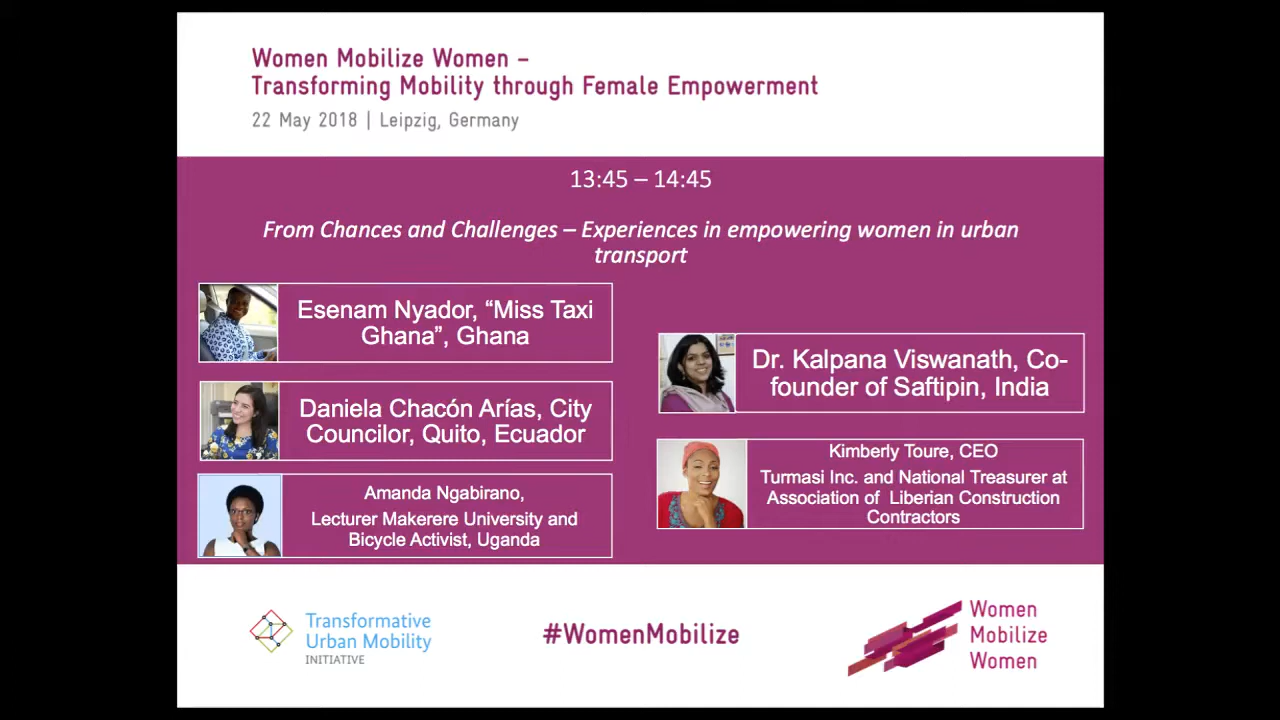 Women Mobilize Women –
Transforming Mobility through Female Empowerment
22 May 2018 | Leipzig, Germany
13:45 – 14:45
From Chances and Challenges – Experiences in empowering women in urban
transport
Esenam Nyador, “Miss Taxi
Ghana”, Ghana
Daniela Chacón Arías, City
Councilor, Quito, Ecuador
Amanda Ngabirano,
Lecturer Makerere University and
Bicycle Activist, Uganda
Dr. Kalpana Viswanath, Co-
founder of Saftipin, India
Kimberly Toure, CEO
Turmasi Inc. and National Treasurer at
Association of Liberian Construction
Contractors
Transformative
Urban Mobility
INITIATIVE
#WomenMobilize
Women
Mobilize
Women